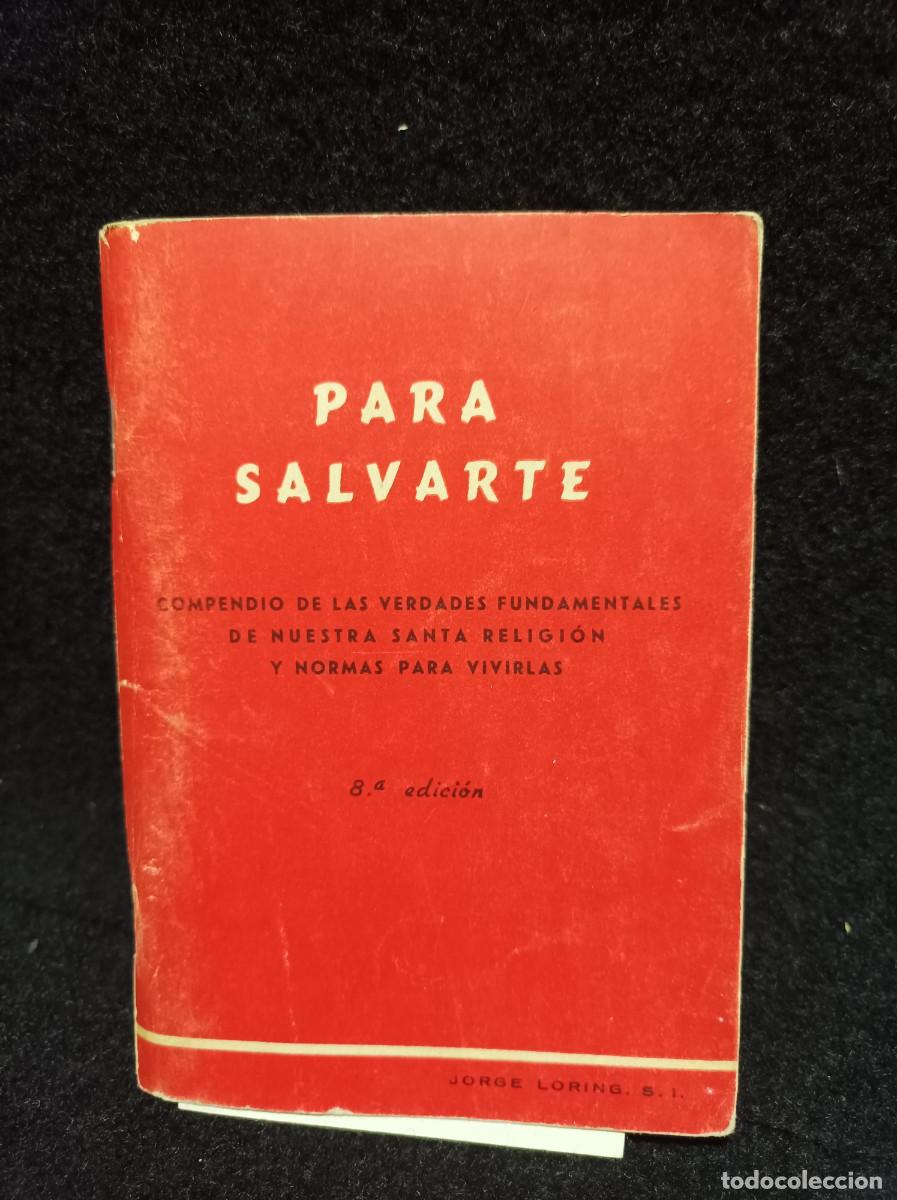 PARA
SALVARTE
COMPENDIO DE LAS VERDADES FUNDAMENTALES
DE NUESTRA SANTA RELIGIÓN
Y NORMAS PARA VIVIRLAS
8.ª edición
JORGE LORING, S. I.
todocoleccion